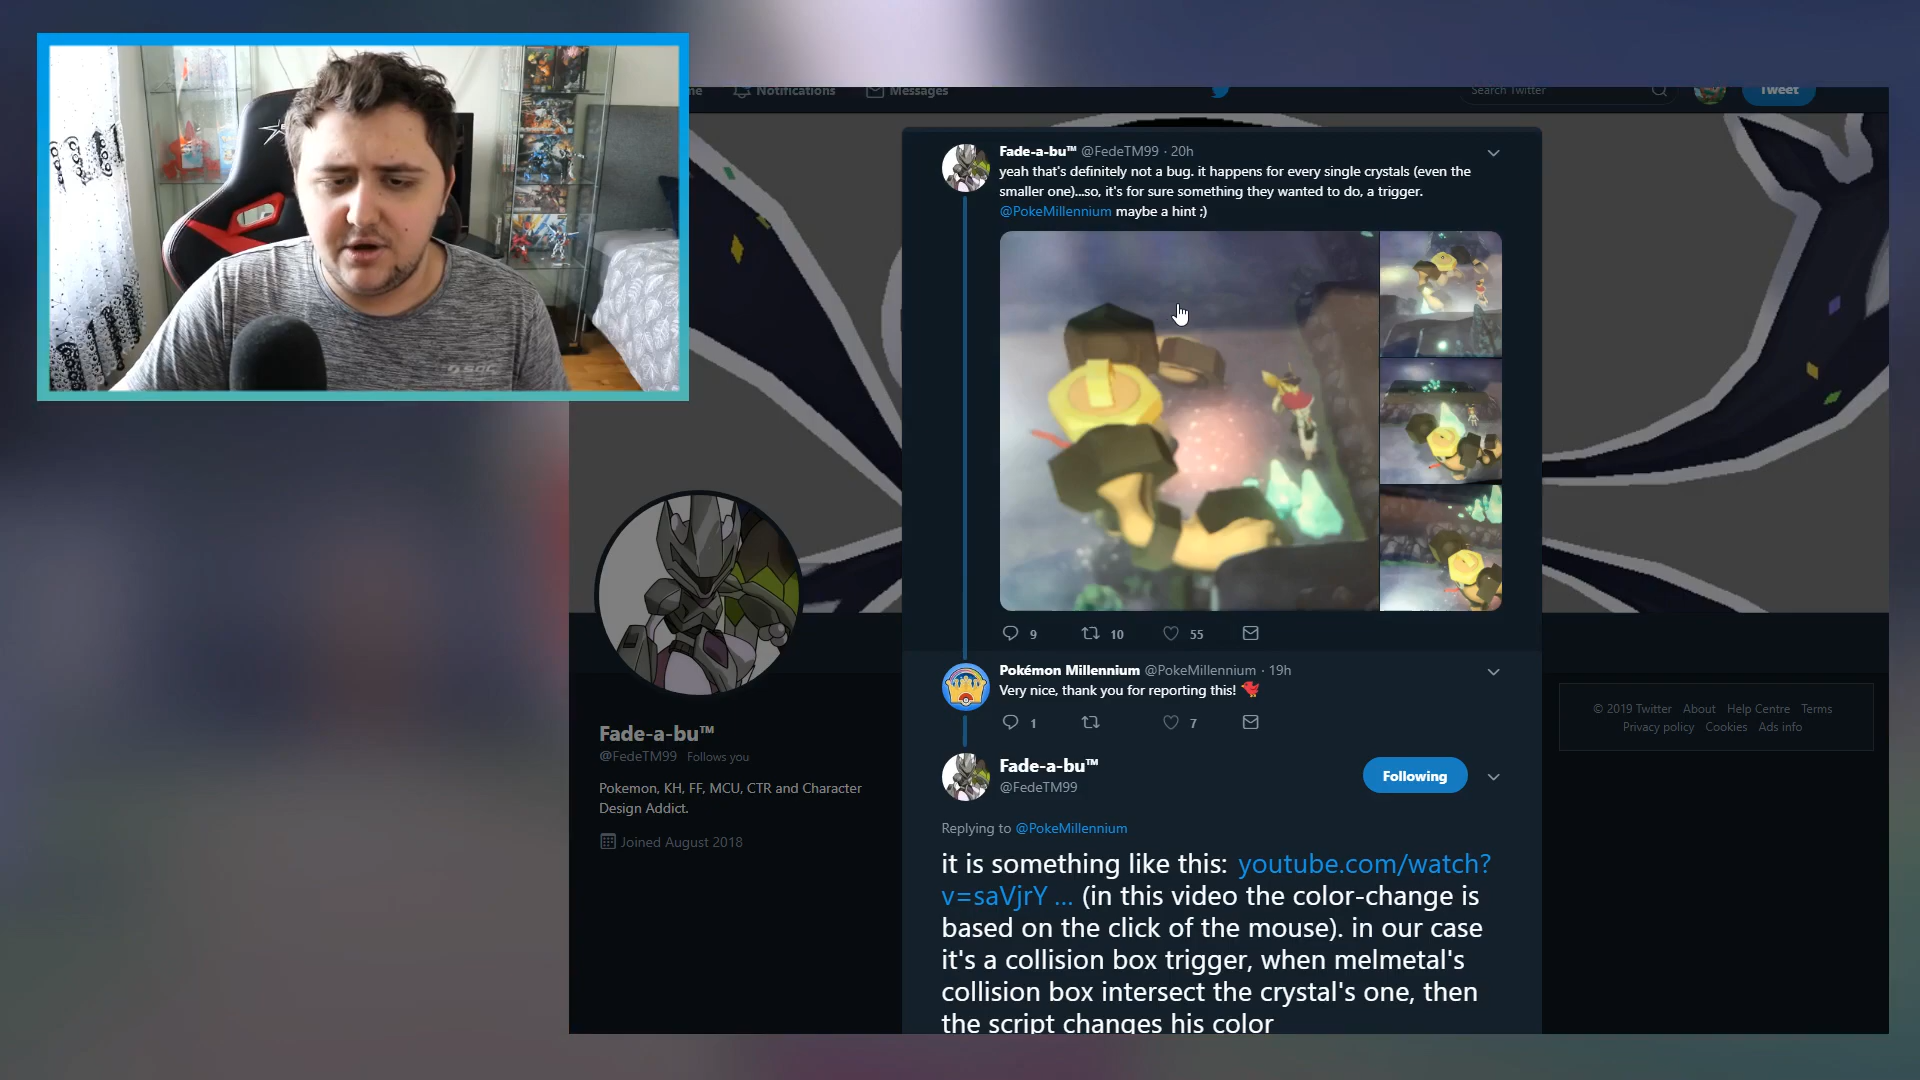 Notifications
Messages
Search Twitter
Tweet
Fade-a-bu™ @FedeTM99 · 20h
yeah that's definitely not a bug. it happens for every single crystals (even the
smaller one)...so, it's for sure something they wanted to do, a trigger.
@PokeMillennium maybe a hint ;)
9 10 55
Pokémon Millennium @PokeMillennium · 19h
Very nice, thank you for reporting this!
1 7
Fade-a-bu™
@FedeTM99
Following
Replying to @PokeMillennium
it is something like this: youtube.com/watch?
v=saVjrY ... (in this video the color-change is
based on the click of the mouse). in our case
it's a collision box trigger, when melmetal's
collision box intersect the crystal's one, then
the script changes his color
Fade-a-bu™
@FedeTM99 Follows you
Pokemon, KH, FF, MCU, CTR and Character
Design Addict.
Joined August 2018
© 2019 Twitter About Help Centre Terms
Privacy policy Cookies Ads info